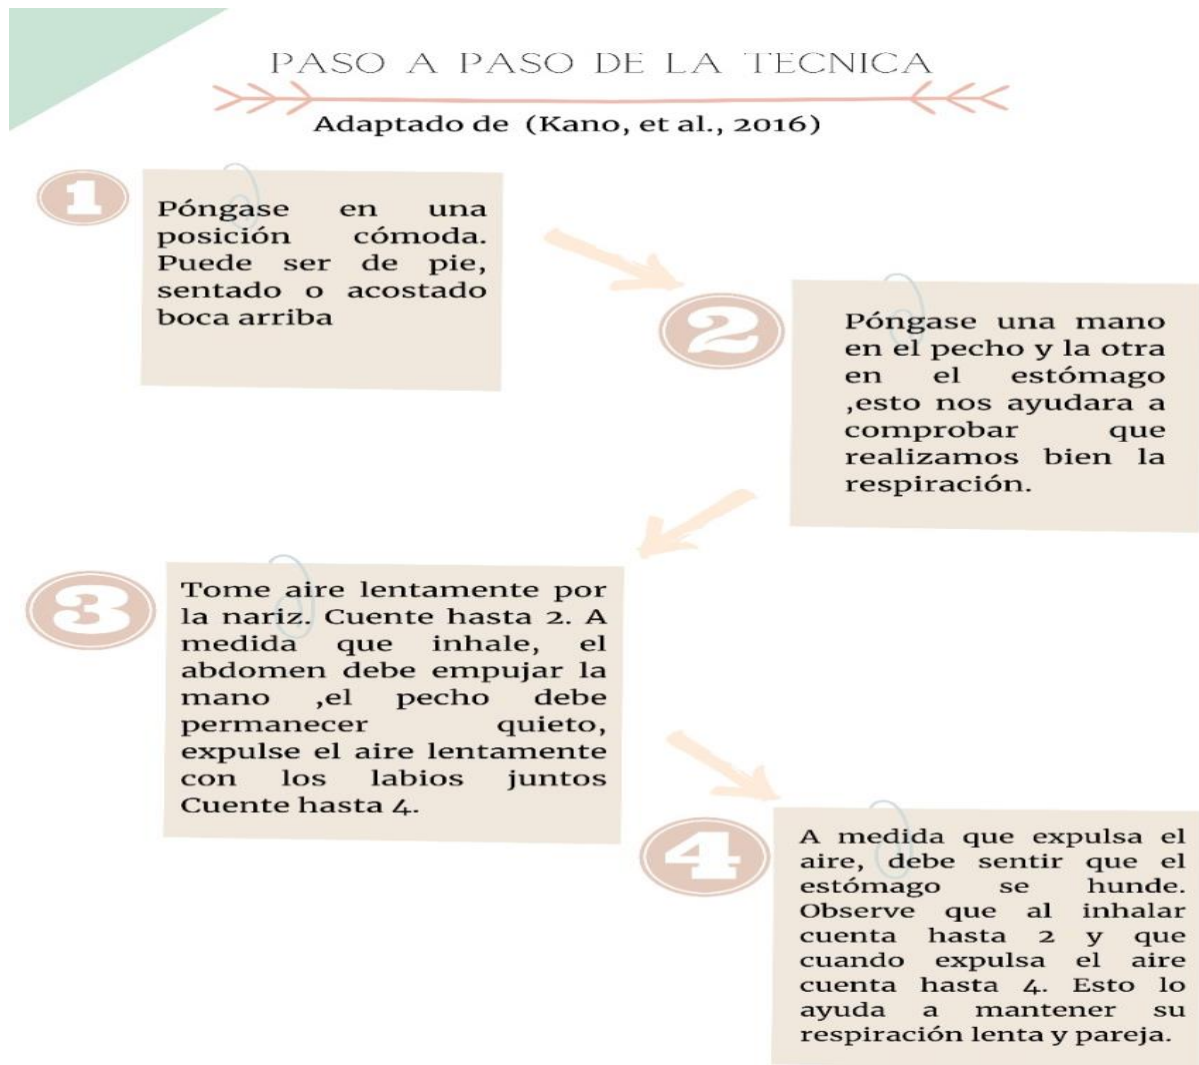 PASO A PASO DE LA TECNICA
Adaptado de (Kano, et al., 2016)
1
Póngase en una
posición cómoda.
Puede ser de pie,
sentado o acostado
boca arriba
2
Póngase una mano
en el pecho y la otra
en el estómago
,esto nos ayudara a
comprobar que
realizamos bien la
respiración.
3
Tome aire lentamente por
la nariz. Cuente hasta 2. A
medida que inhale, el
abdomen debe empujar la
mano ,el pecho debe
permanecer quieto,
expulse el aire lentamente
con los labios juntos
Cuente hasta 4.
4
A medida que expulsa el
aire, debe sentir que el
estómago se hunde.
Observe que al inhalar
cuenta hasta 2 y que
cuando expulsa el aire
cuenta hasta 4. Esto lo
ayuda a mantener su
respiración lenta y pareja.